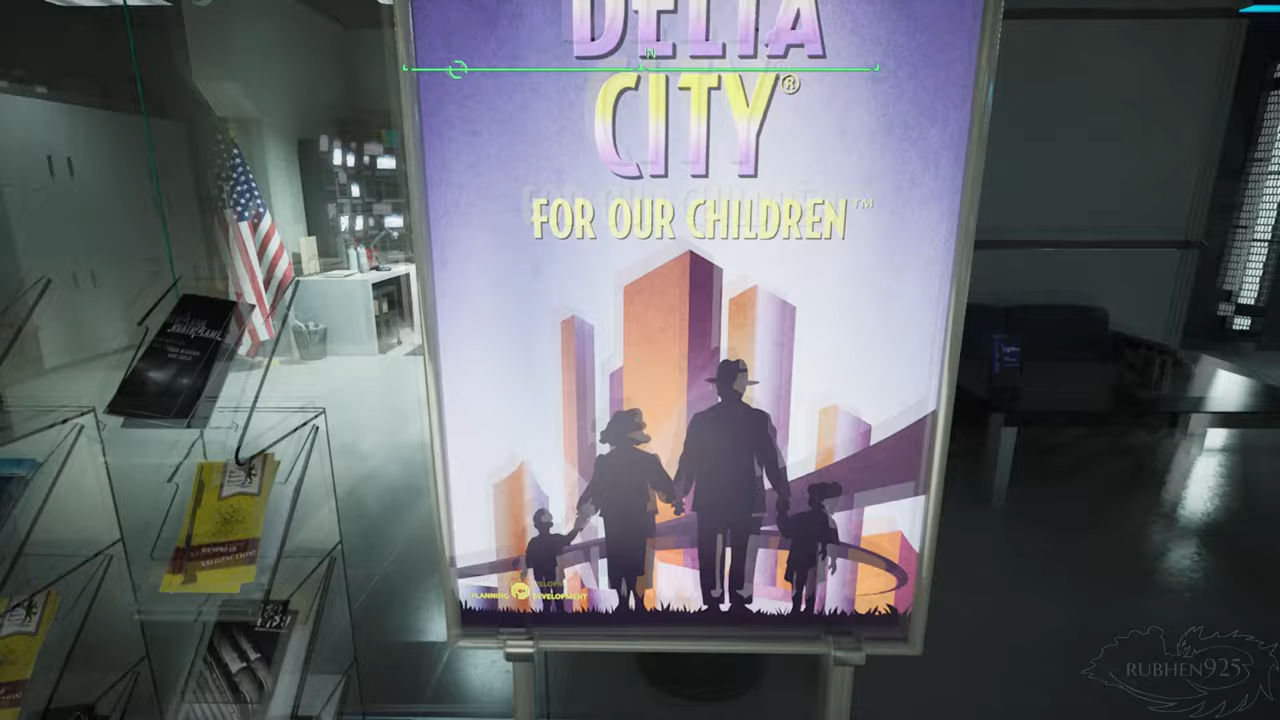 DELTA
N
CITY®
FOR OUR CHILDREN™
PLANNING DEVELOPMENT
RUBHEN925